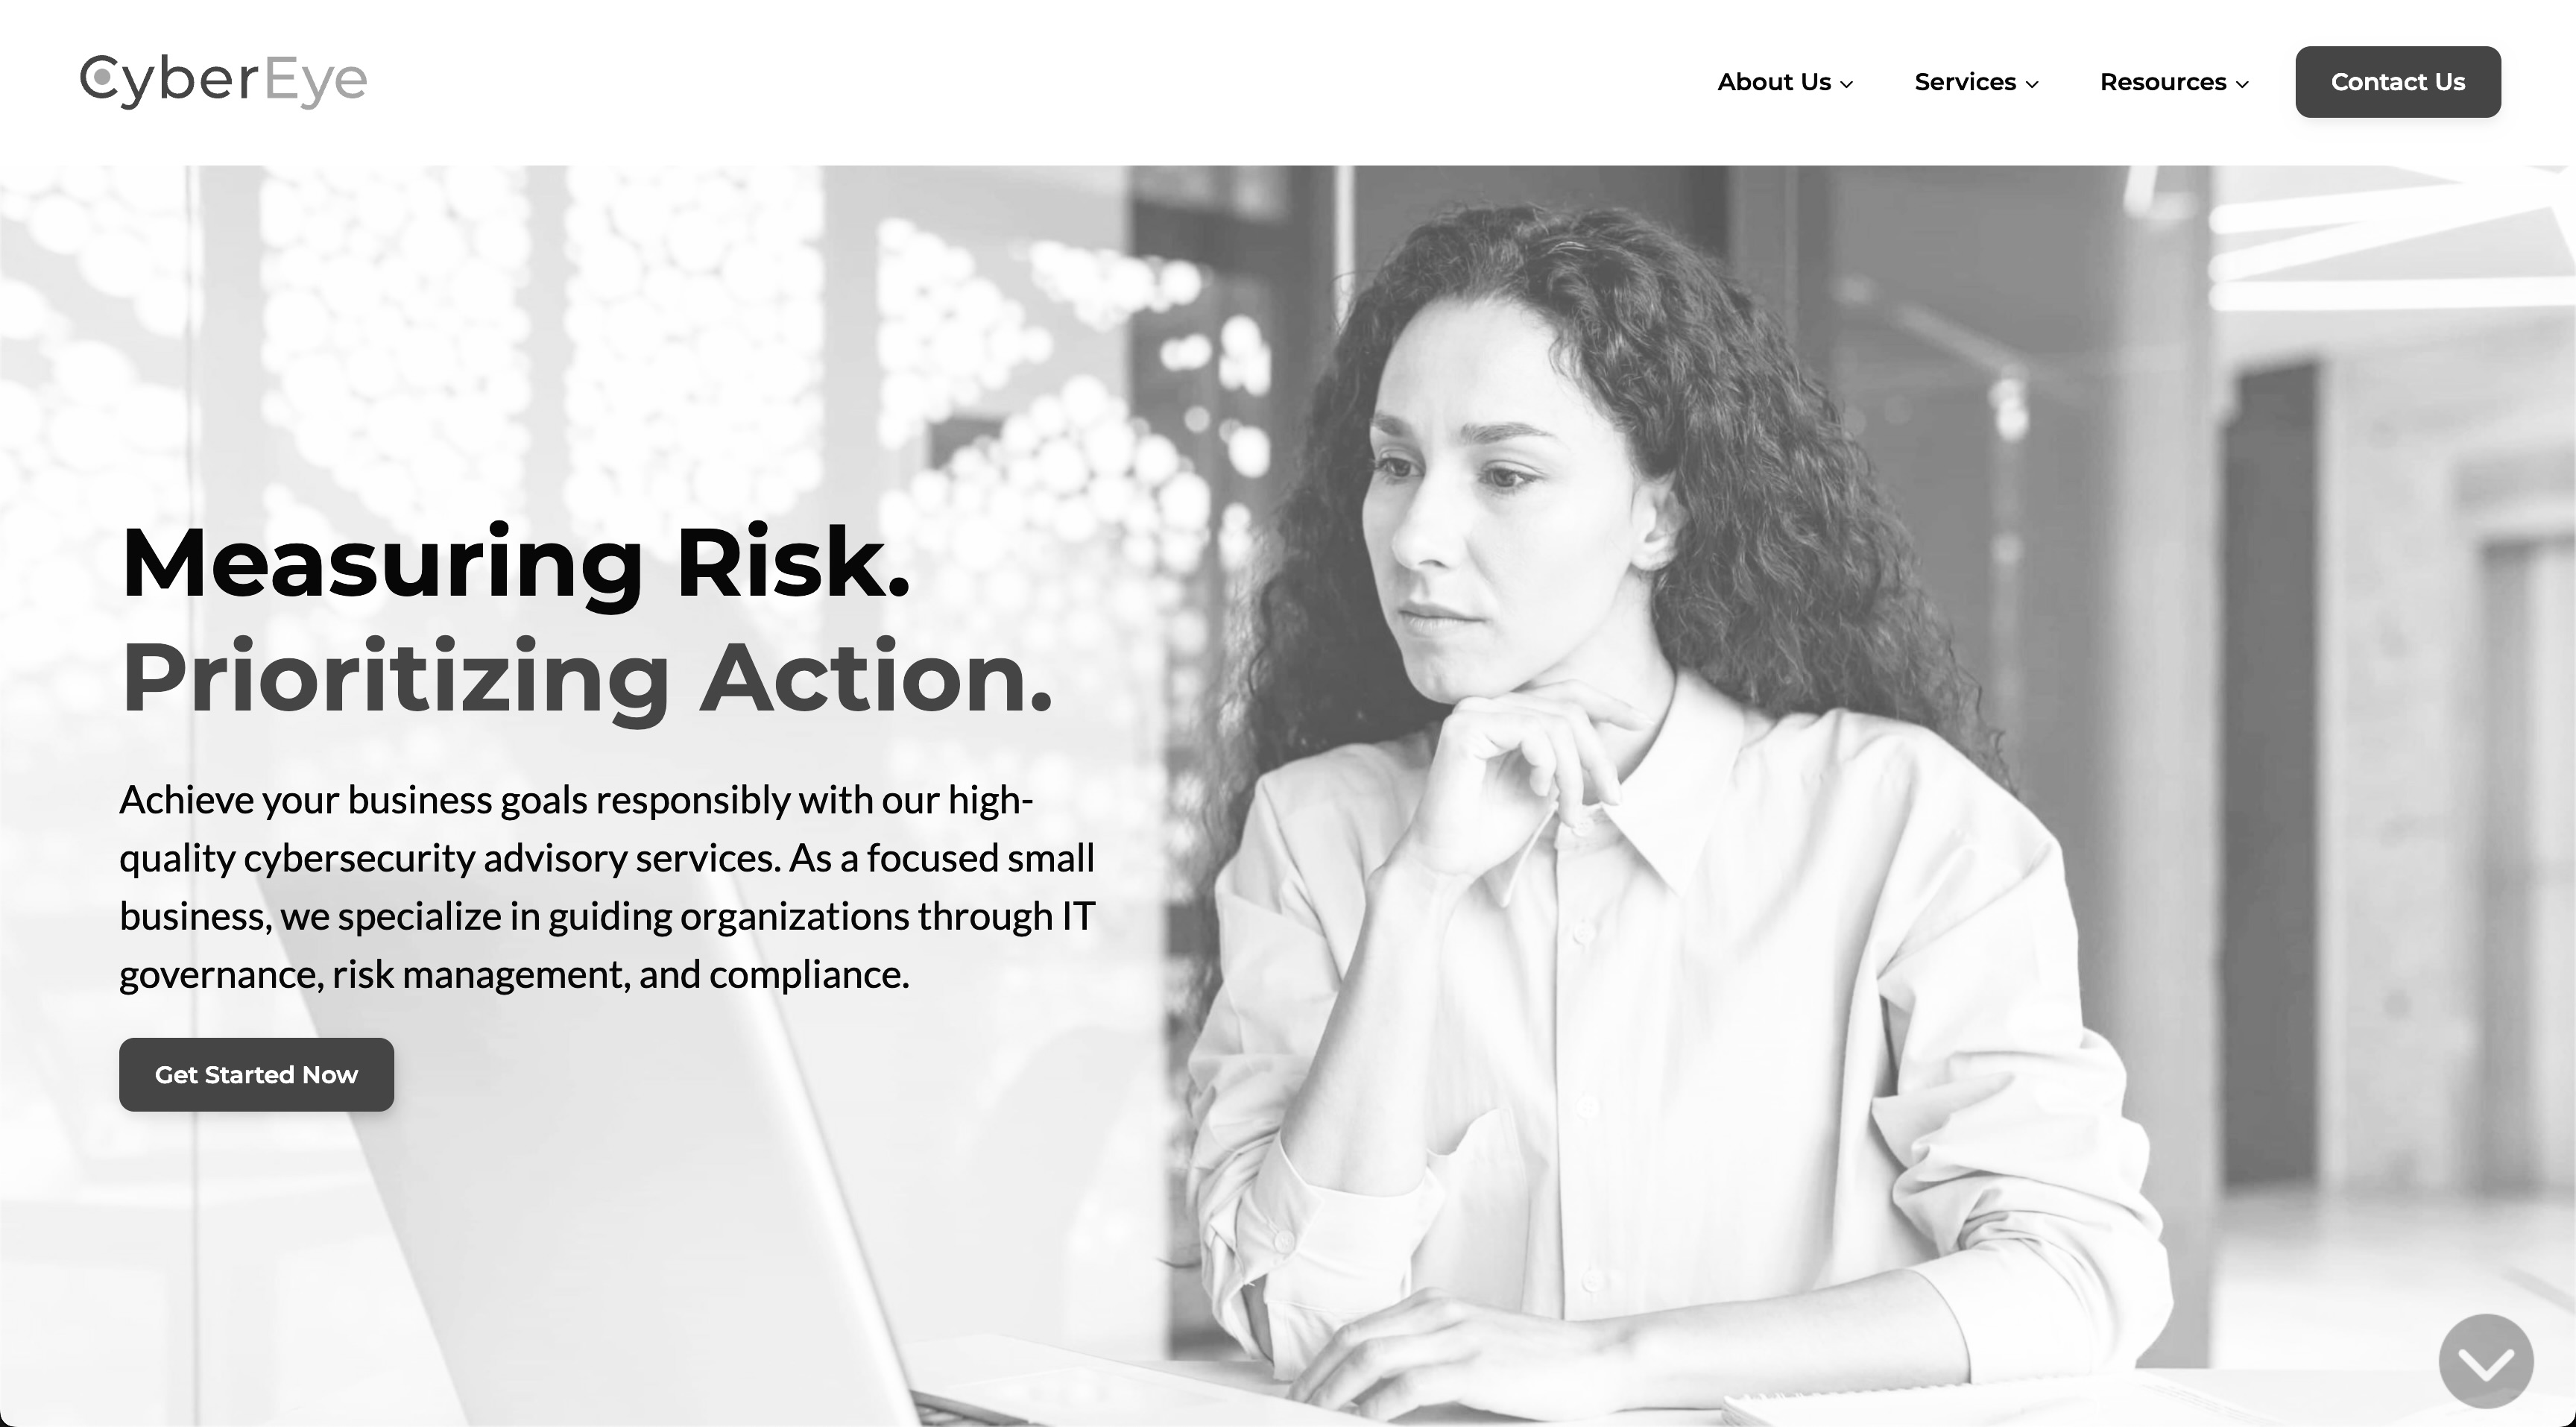 CyberEye
About Us
Services
Resources
Contact Us
Measuring Risk.
Prioritizing Action.
Achieve your business goals responsibly with our high-
quality cybersecurity advisory services. As a focused small
business, we specialize in guiding organizations through IT
governance, risk management, and compliance.
Get Started Now